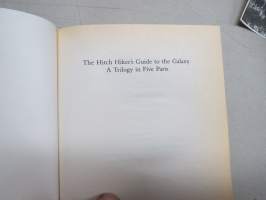 The Hitch Hiker's Guide to the Galaxy
A Trilogy in Five Parts